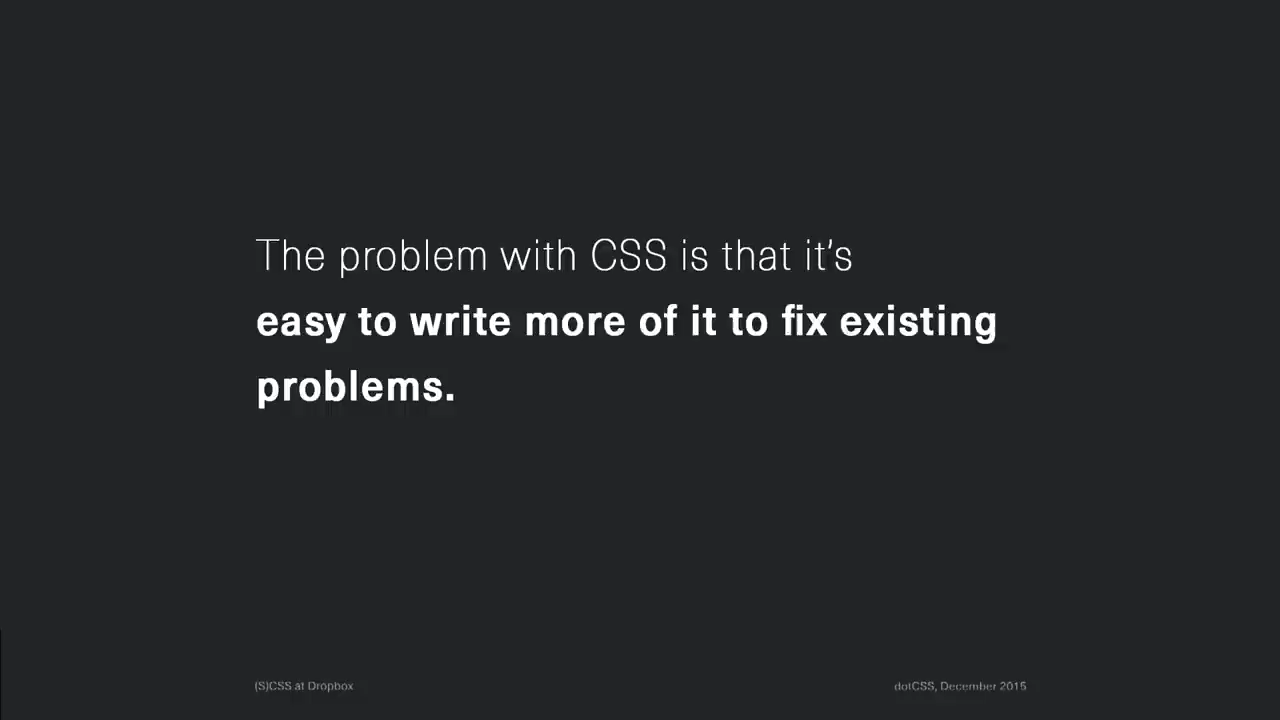 The problem with CSS is that it’s
easy to write more of it to fix existing
problems.
(S)CSS at Dropbox
dotCSS, December 2015